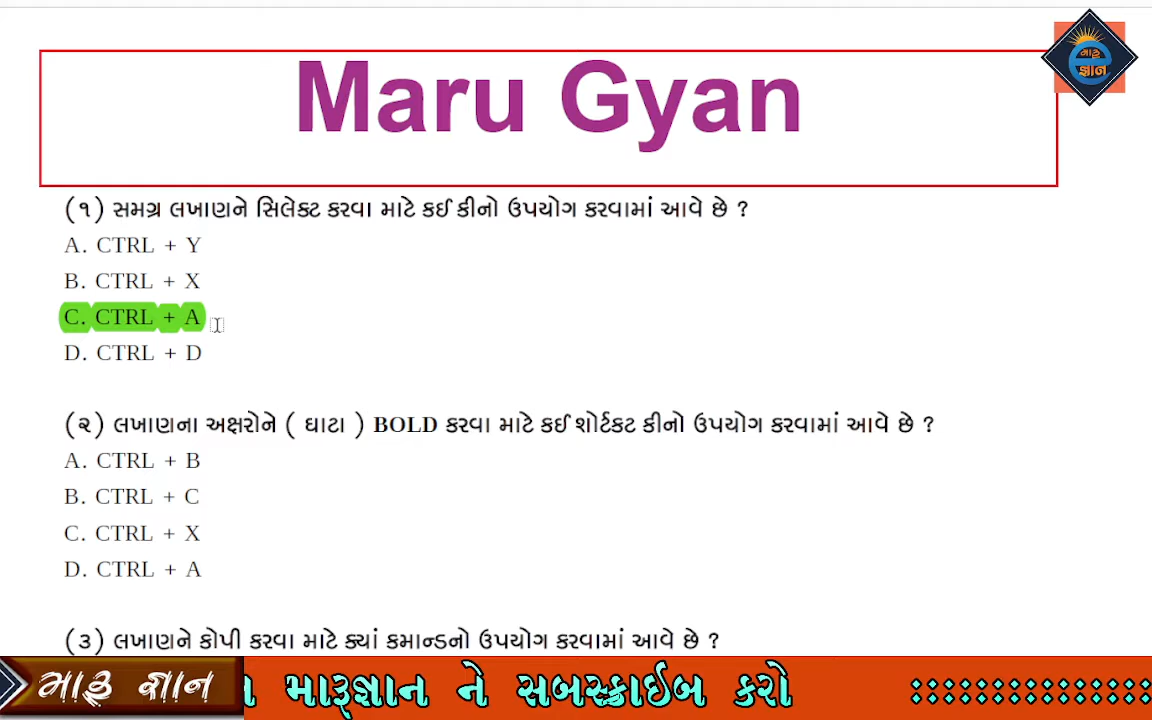 Maru Gyan
મારૂ
જ્ઞાન
(૧) સમગ્ર લખાણને સિલેક્ટ કરવા માટે કઈ કીનો ઉપયોગ કરવામાં આવે છે ?
A. CTRL + Y
B. CTRL + X
C. CTRL + A
D. CTRL + D
(૨) લખાણના અક્ષરોને ( ઘાટા ) BOLD કરવા માટે કઈ શોર્ટકટ કીનો ઉપયોગ કરવામાં આવે છે ?
A. CTRL + B
B. CTRL + C
C. CTRL + X
D. CTRL + A
(૩) લખાણને કોપી કરવા માટે ક્યાં કમાન્ડનો ઉપયોગ કરવામાં આવે છે ?
મારૂ જ્ઞાન
મારૂજ્ઞાન ને સબસ્ક્રાઈબ કરો